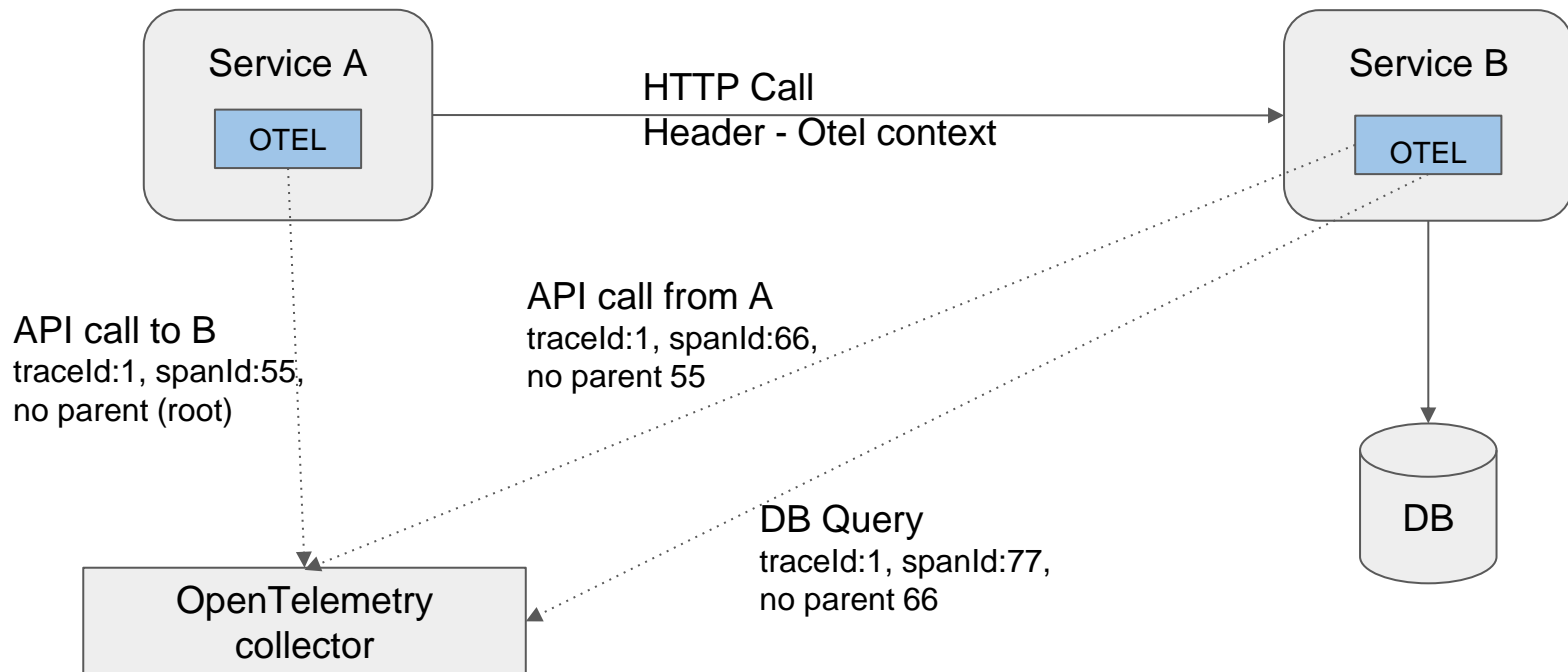 Service A
OTEL
HTTP Call
Header - Otel context
Service B
OTEL
API call to B
traceId:1, spanId:55,
no parent (root)
API call from A
traceId:1, spanId:66,
no parent 55
DB Query
traceId:1, spanId:77,
no parent 66
DB
OpenTelemetry
collector